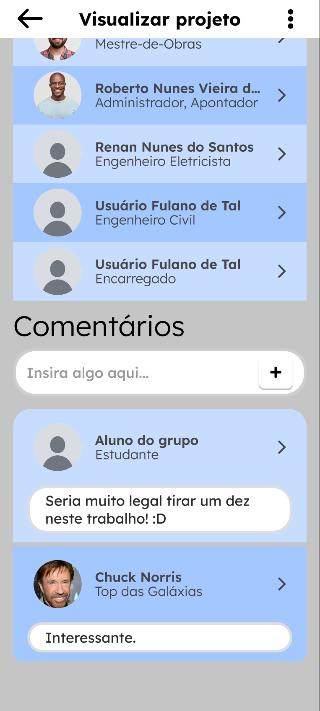 Visualizar projeto
Mestre-de-Obras
Roberto Nunes Vieira d...
Administrador, Apontador
Renan Nunes do Santos
Engenheiro Eletricista
Usuário Fulano de Tal
Engenheiro Civil
Usuário Fulano de Tal
Encarregado
Comentários
Insira algo aqui...
+
Aluno do grupo
Estudante
Seria muito legal tirar um dez
neste trabalho! :D
Chuck Norris
Top das Galáxias
Interessante.